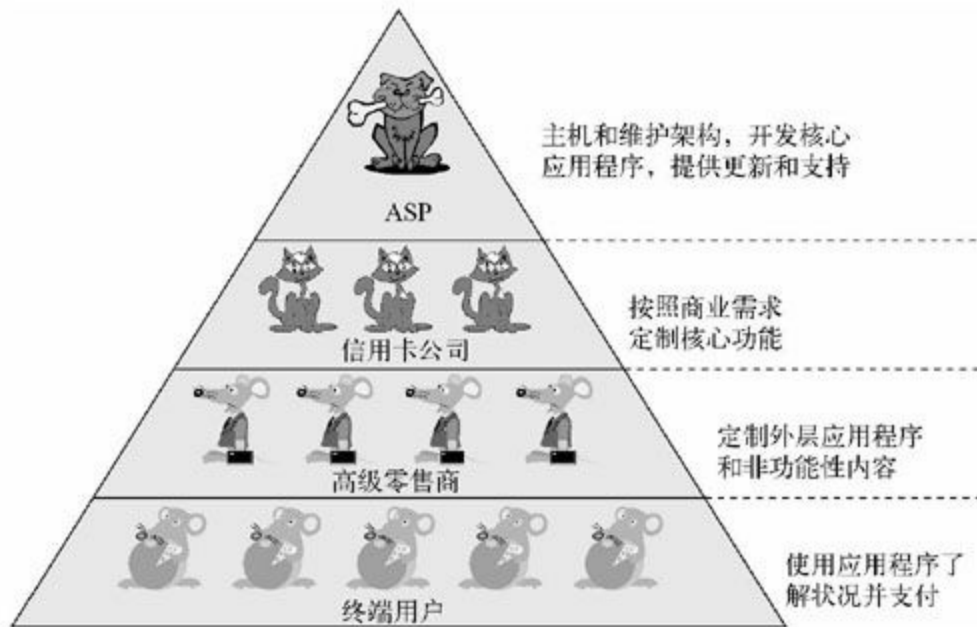 主机和维护架构，开发核心
应用程序，提供更新和支持
ASP
按照商业需求
定制核心功能
信用卡公司
定制外层应用程序
和非功能性内容
高级零售商
使用应用程序了
解状况并支付
终端用户